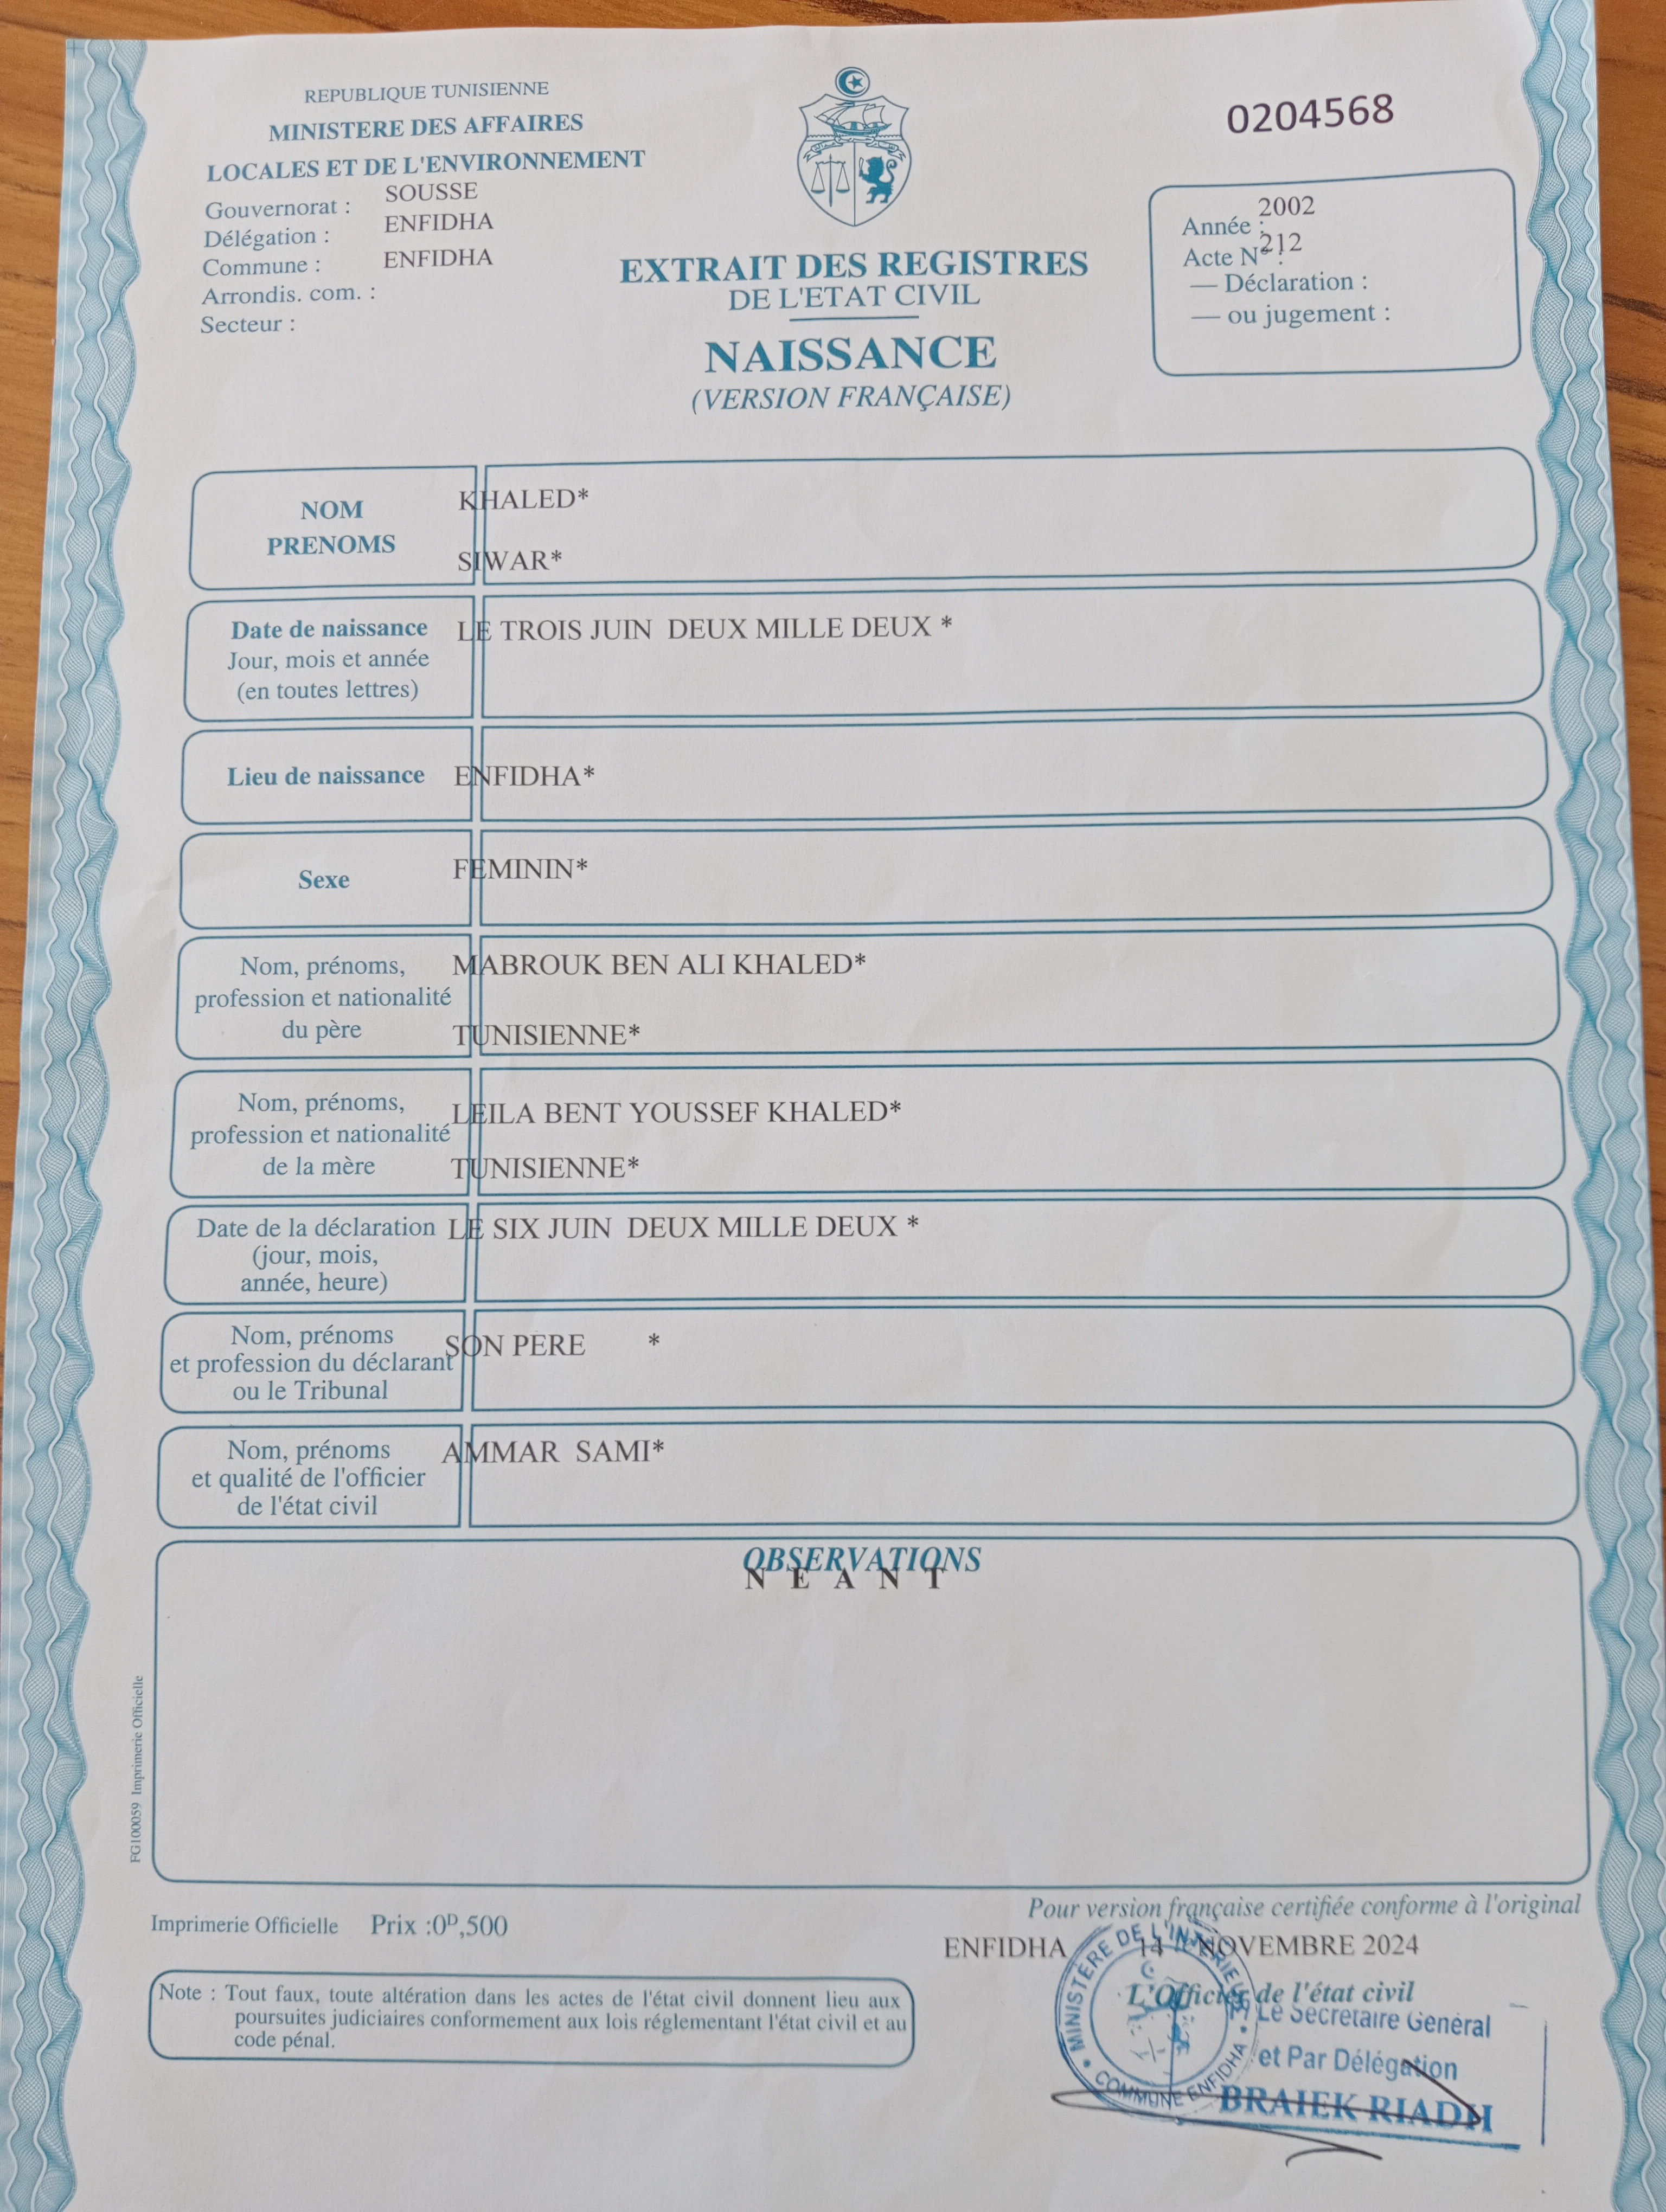 REPUBLIQUE TUNISIENNE
MINISTERE DES AFFAIRES
LOCALES ET DE L'ENVIRONNEMENT
Gouvernorat : SOUSSE
Délégation : ENFIDHA
Commune : ENFIDHA
Arrondis. com. :
Secteur :
EXTRAIT DES REGISTRES
DE L'ETAT CIVIL
NAISSANCE
(VERSION FRANÇAISE)
0204568
Année : 2002
Acte N° : 212
— Déclaration :
— ou jugement :
NOM KHALED*
PRENOMS SIWAR*
Date de naissance LE TROIS JUIN DEUX MILLE DEUX *
Jour, mois et année
(en toutes lettres)
Lieu de naissance ENFIDHA*
Sexe FEMININ*
Nom, prénoms, MABROUK BEN ALI KHALED*
profession et nationalité
du père TUNISIENNE*
Nom, prénoms, LEILA BENT YOUSSEF KHALED*
profession et nationalité
de la mère TUNISIENNE*
Date de la déclaration LE SIX JUIN DEUX MILLE DEUX *
(jour, mois,
année, heure)
Nom, prénoms SON PERE *
et profession du déclarant
ou le Tribunal
Nom, prénoms AMMAR SAMI*
et qualité de l'officier
de l'état civil
OBSERVATIONS
N E A N T
FG100059 Imprimerie Officielle
Imprimerie Officielle Prix :0ᴰ,500
Note : Tout faux, toute altération dans les actes de l'état civil donnent lieu aux
poursuites judiciaires conformement aux lois réglementant l'état civil et au
code pénal.
Pour version française certifiée conforme à l'original
ENFIDHA 14 NOVEMBRE 2024
L'Officier de l'état civil
Le Secrétaire Général
et Par Délégation
BRAIEK RIADH
MINISTERE DE L'INTERIEUR
COMMUNE ENFIDHA